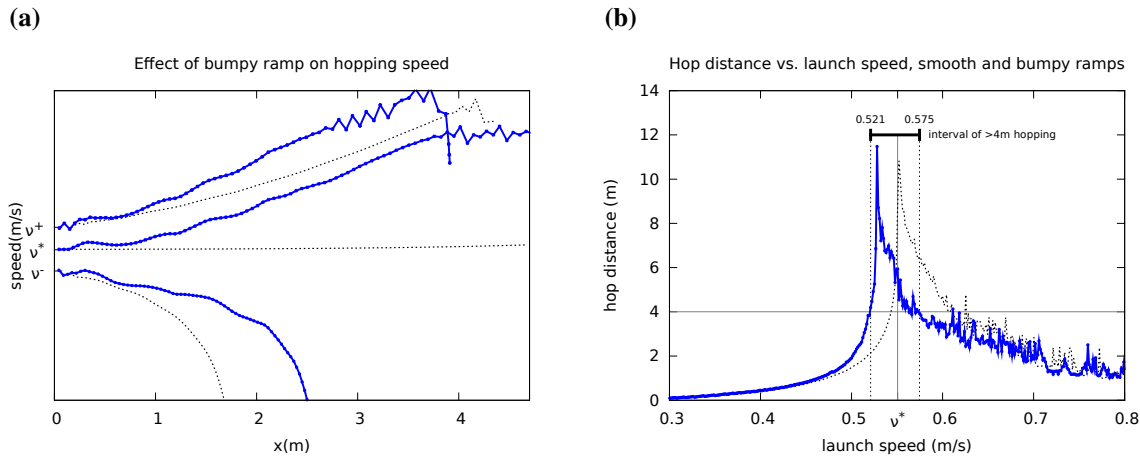 (a)
Effect of bumpy ramp on hopping speed
speed(m/s)
ν+
ν*
ν-
0
1
2
3
4
x(m)
(b)
Hop distance vs. launch speed, smooth and bumpy ramps
hop distance (m)
14
12
10
8
6
4
2
0
0.521
0.575
interval of >4m hopping
0.3
0.4
0.5
ν*
0.6
0.7
0.8
launch speed (m/s)